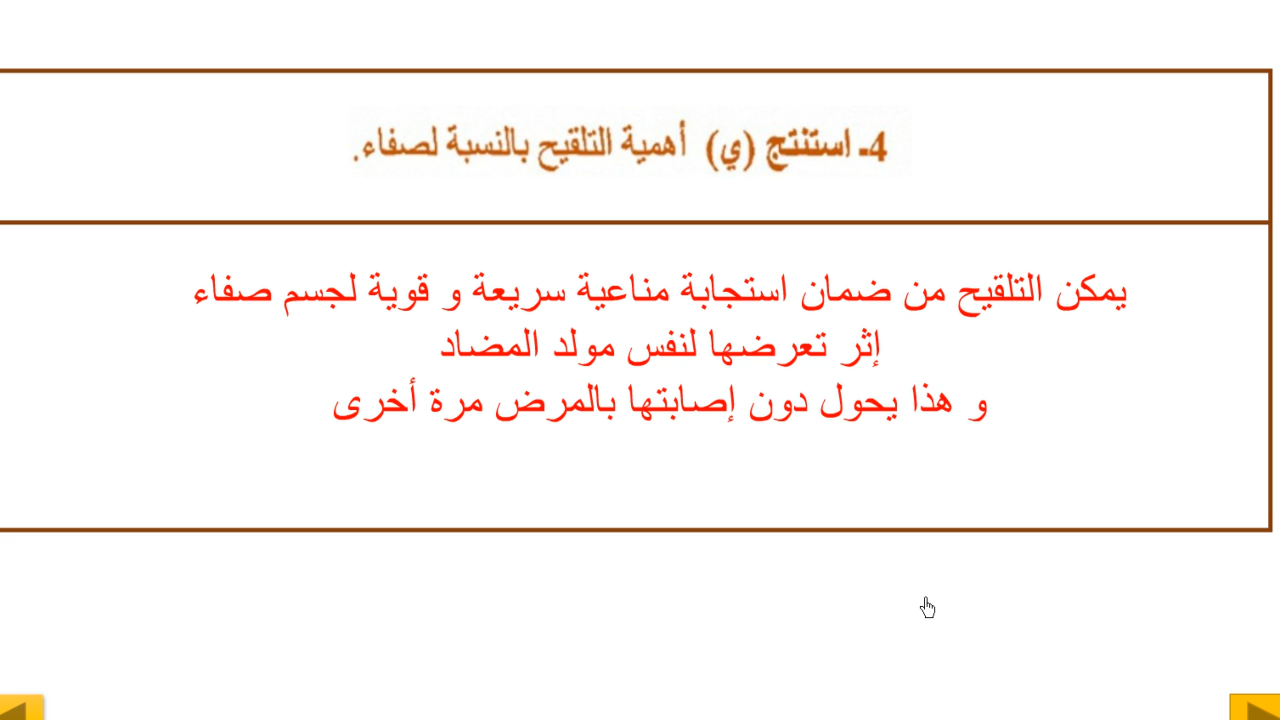 4- استنتج (ي) أهمية التلقيح بالنسبة لصفاء.
يمكن التلقيح من ضمان استجابة مناعية سريعة و قوية لجسم صفاء
إثر تعرضها لنفس مولد المضاد
و هذا يحول دون إصابتها بالمرض مرة أخرى